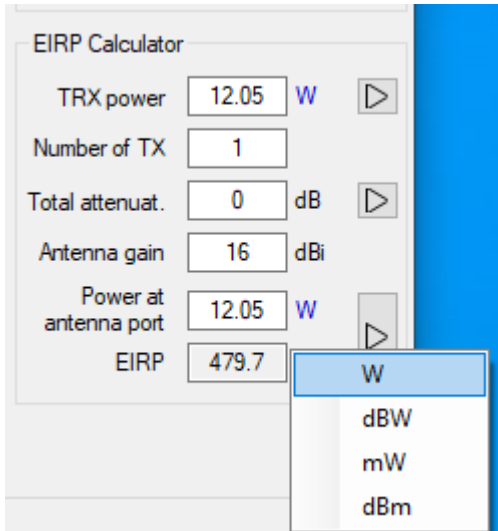 EIRP Calculator
TRX power 12.05 W
Number of TX 1
Total attenuat. 0 dB
Antenna gain 16 dBi
Power at
antenna port 12.05 W
EIRP 479.7
W
dBW
mW
dBm